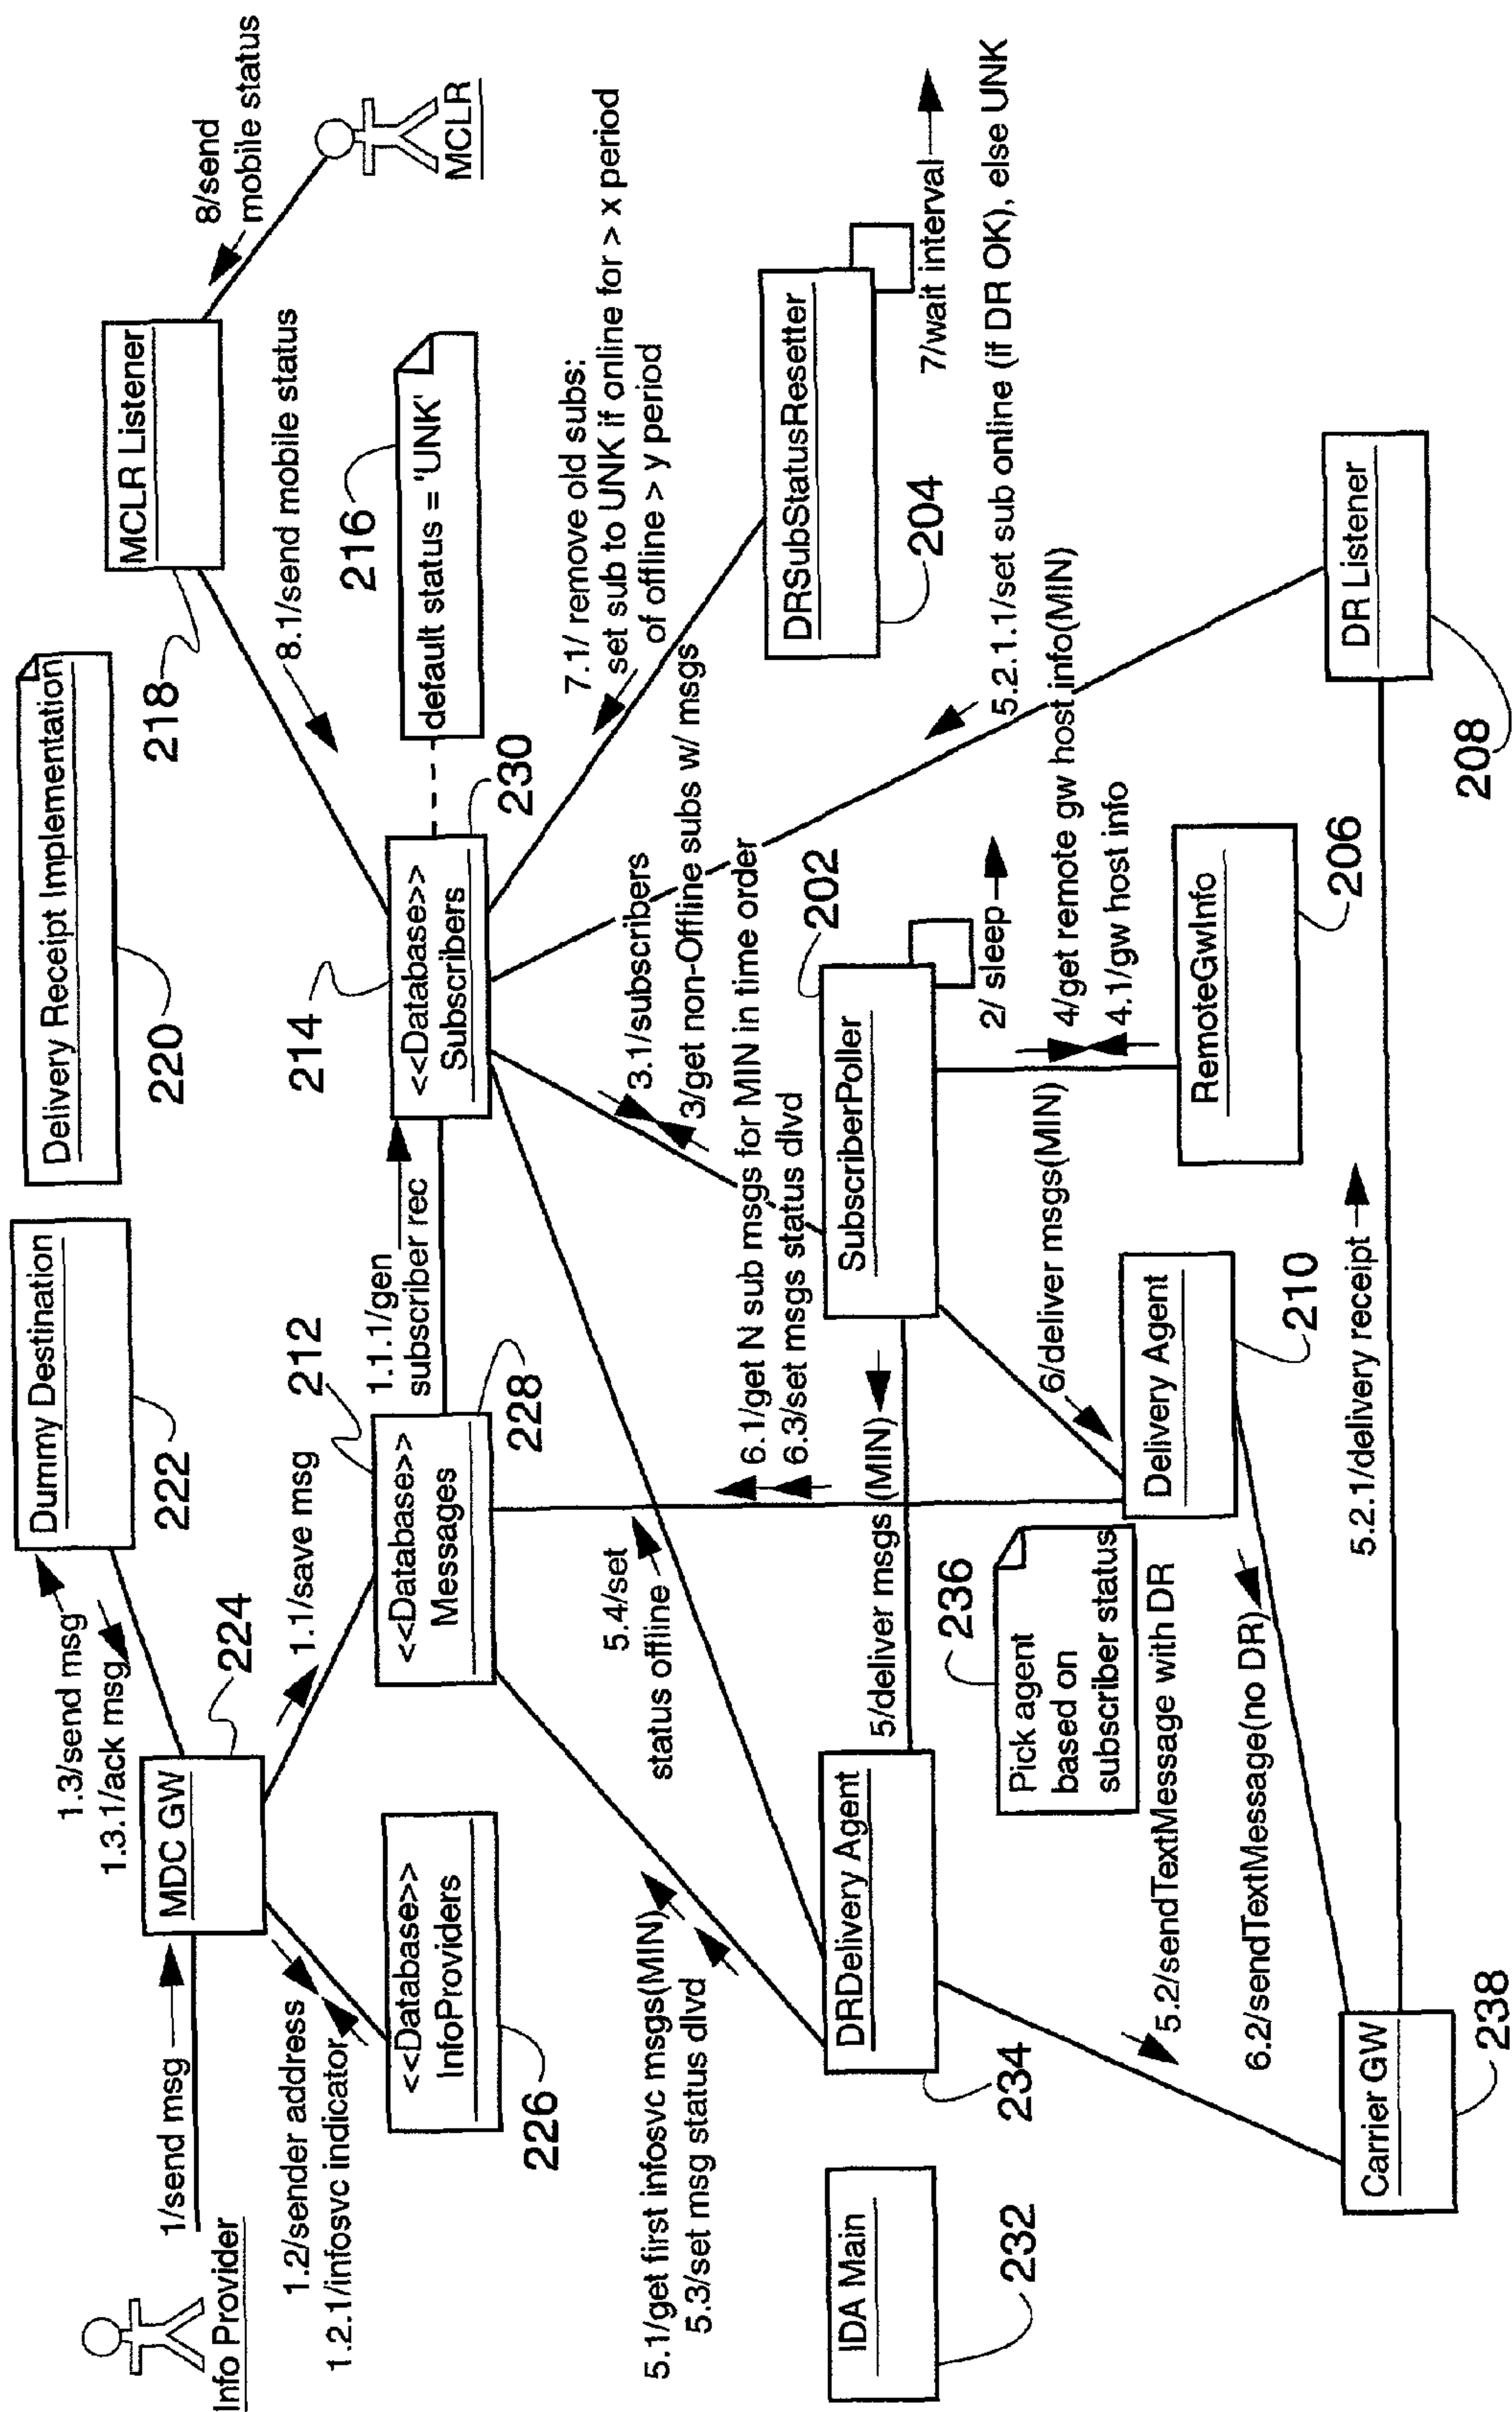 Info Provider
1/send msg
1.3/send msg
1.3.1/ack msg
MDC GW
224
Dummy Destination
222
Delivery Receipt Implementation
220
MCLR Listener
218
8/send
mobile status
MCLR
8.1/send mobile status
1.2/sender address
1.2.1/infosvc indicator
1.1/save msg
<<Database>>
InfoProviders
226
<<Database>>
Messages
212
228
1.1.1/gen
subscriber rec
<<Database>>
Subscribers
214
230
216
default status = 'UNK'
7.1/ remove old subs:
set sub to UNK if online for > x period
of offline > y period
5.1/get first infosvc msgs(MIN)
5.3/set msg status dlvd
5.4/set
status offline
3.1/subscribers
3/get non-Offline subs w/ msgs
6.1/get N sub msgs for MIN in time order
6.3/set msgs status dlvd
DRSubStatusResetter
204
7/wait interval
5.2.1.1/set sub online (if DR OK), else UNK
IDA Main
232
DRDelivery Agent
234
5/deliver msgs (MIN)
SubscriberPoller
202
2/ sleep
4/get remote gw host info(MIN)
4.1/gw host info
236
Pick agent
based on
subscriber status
6/deliver msgs(MIN)
Delivery Agent
210
RemoteGwInfo
206
5.2/sendTextMessage with DR
6.2/sendTextMessage(no DR)
Carrier GW
238
5.2.1/delivery receipt
DR Listener
208